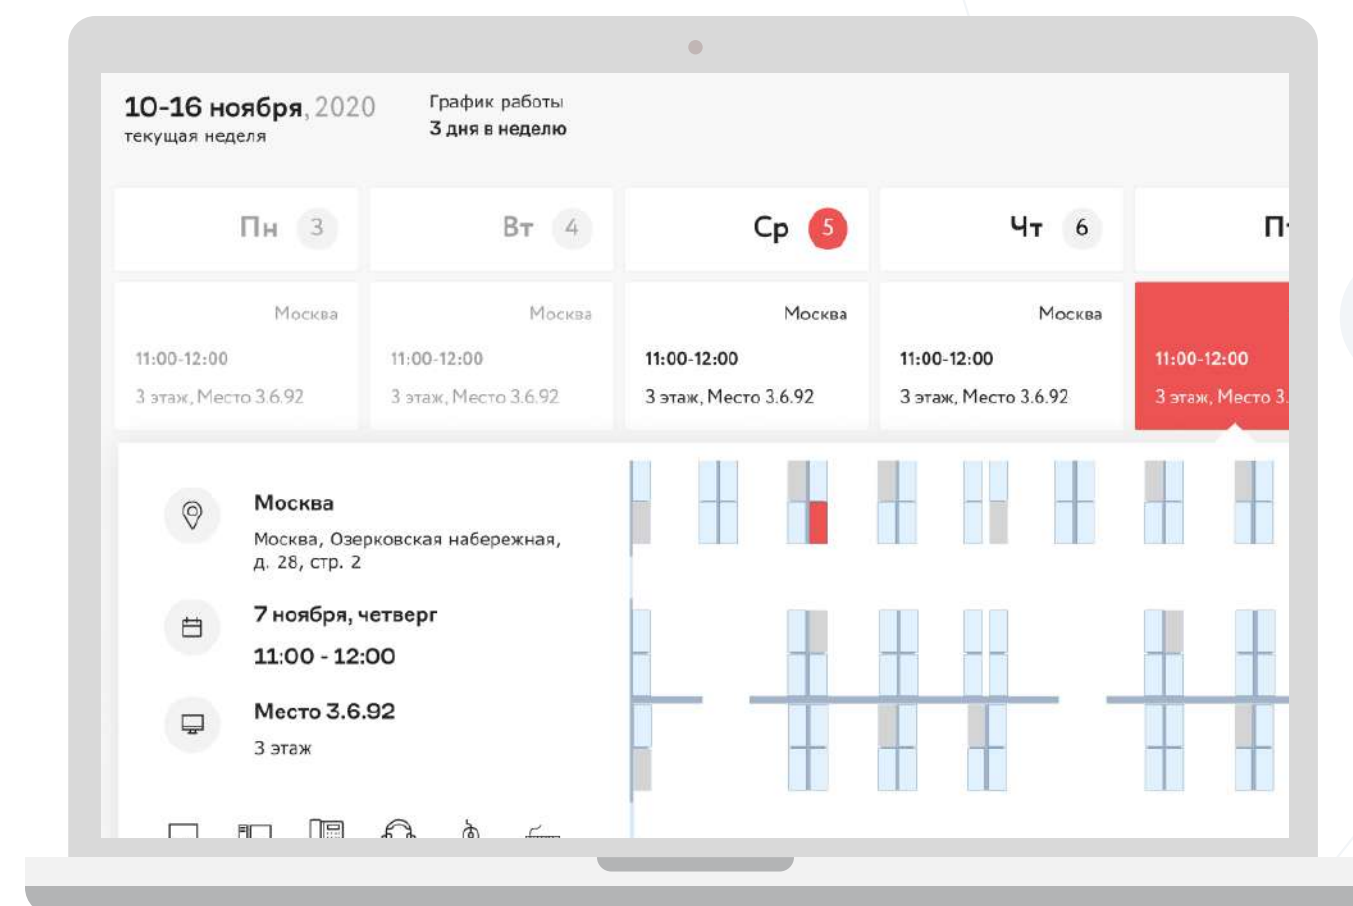 10-16 ноября, 2020
текущая неделя
График работы
3 дня в неделю
Пн 3
Вт 4
Ср 5
Чт 6
Москва
11:00-12:00
3 этаж, Место 3.6.92
Москва
11:00-12:00
3 этаж, Место 3.6.92
Москва
11:00-12:00
3 этаж, Место 3.6.92
Москва
11:00-12:00
3 этаж, Место 3.6.92
11:00-12:00
3 этаж, Место 3.
Москва
Москва, Озерковская набережная,
д. 28, стр. 2
7 ноября, четверг
11:00 - 12:00
Место 3.6.92
3 этаж